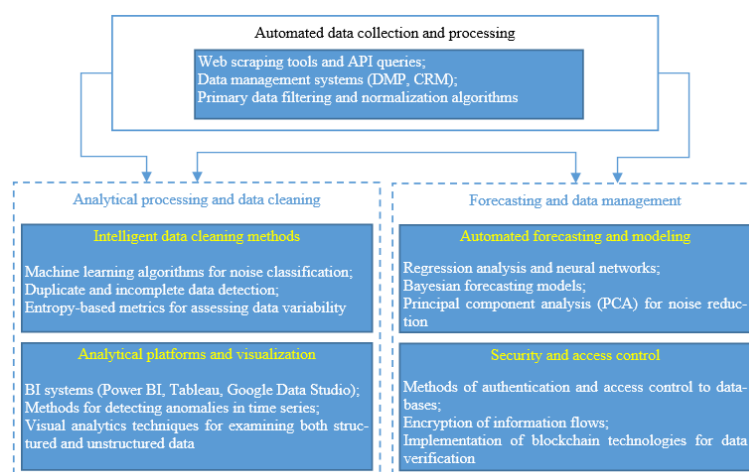 Automated data collection and processing
Web scraping tools and API queries;
Data management systems (DMP, CRM);
Primary data filtering and normalization algorithms
Analytical processing and data cleaning
Intelligent data cleaning methods
Machine learning algorithms for noise classification;
Duplicate and incomplete data detection;
Entropy-based metrics for assessing data variability
Analytical platforms and visualization
BI systems (Power BI, Tableau, Google Data Studio);
Methods for detecting anomalies in time series;
Visual analytics techniques for examining both struc-
tured and unstructured data
Forecasting and data management
Automated forecasting and modeling
Regression analysis and neural networks;
Bayesian forecasting models;
Principal component analysis (PCA) for noise reduc-
tion
Security and access control
Methods of authentication and access control to data-
bases;
Encryption of information flows;
Implementation of blockchain technologies for data
verification